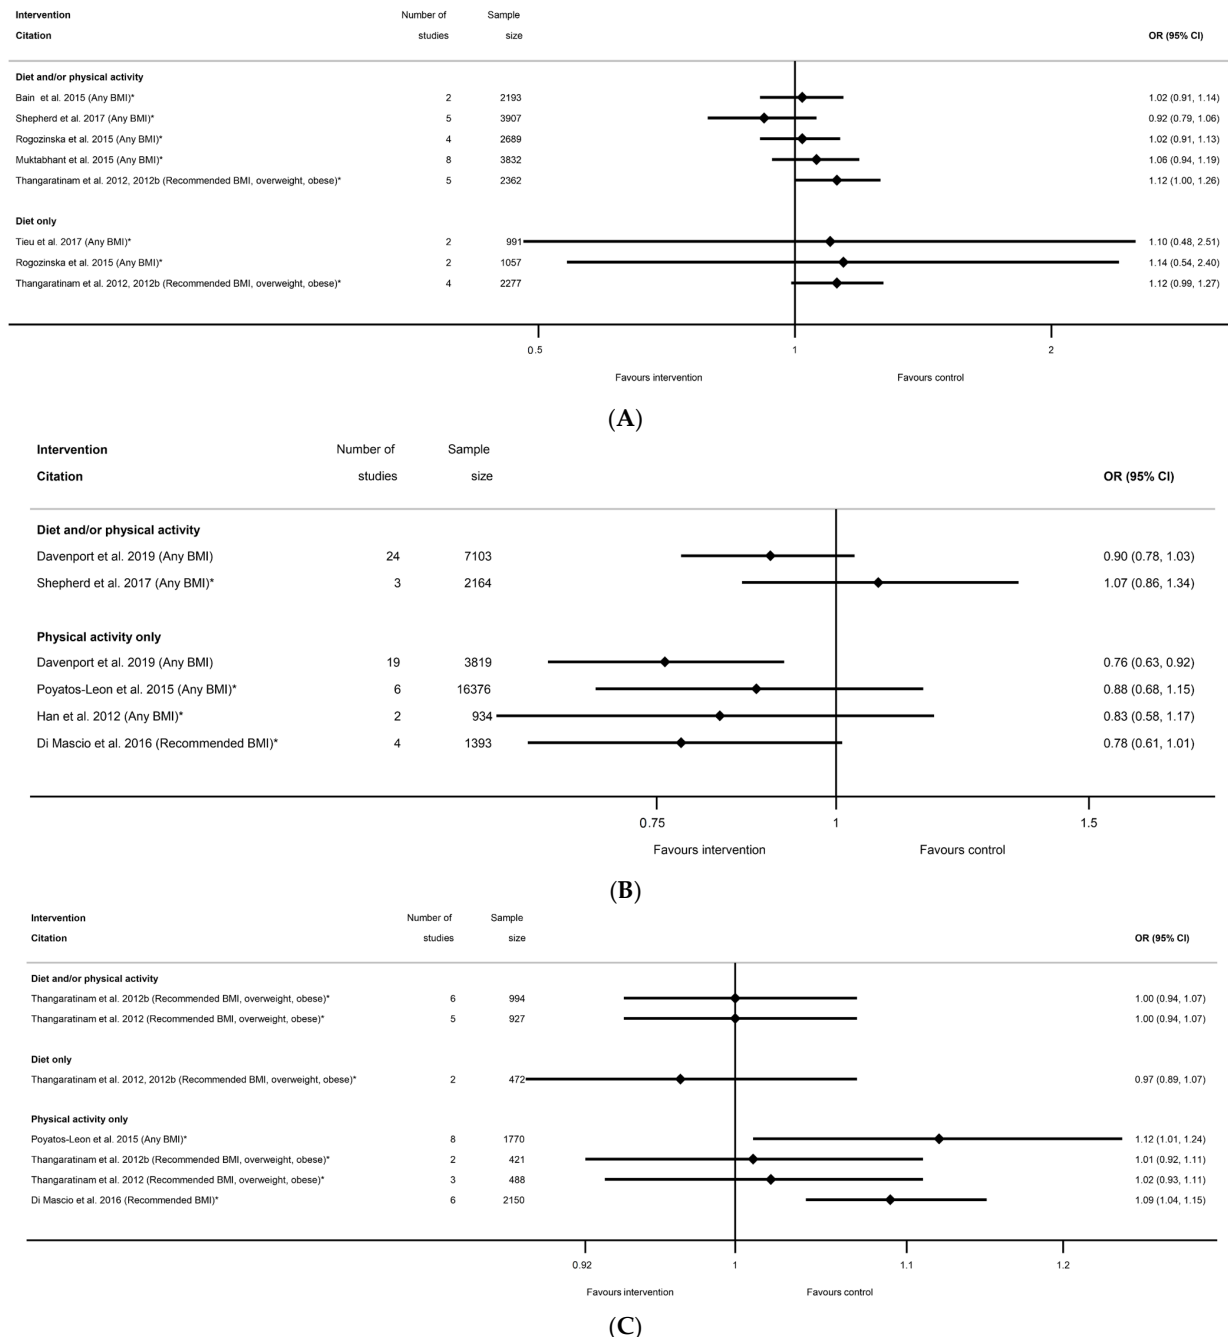 Intervention Number of Sample
Citation studies size OR (95% CI)
Diet and/or physical activity
Bain et al. 2015 (Any BMI)* 2 2193 1.02 (0.91, 1.14)
Shepherd et al. 2017 (Any BMI)* 5 3907 0.92 (0.79, 1.06)
Rogozinska et al. 2015 (Any BMI)* 4 2689 1.02 (0.91, 1.13)
Muktabhant et al. 2015 (Any BMI)* 8 3832 1.06 (0.94, 1.19)
Thangaratinam et al. 2012, 2012b (Recommended BMI, overweight, obese)* 5 2362 1.12 (1.00, 1.26)
Diet only
Tieu et al. 2017 (Any BMI)* 2 991 1.10 (0.48, 2.51)
Rogozinska et al. 2015 (Any BMI)* 2 1057 1.14 (0.54, 2.40)
Thangaratinam et al. 2012, 2012b (Recommended BMI, overweight, obese)* 4 2277 1.12 (0.99, 1.27)
0.5 1 2
Favours intervention Favours control
(A)
Intervention Number of Sample
Citation studies size OR (95% CI)
Diet and/or physical activity
Davenport et al. 2019 (Any BMI) 24 7103 0.90 (0.78, 1.03)
Shepherd et al. 2017 (Any BMI)* 3 2164 1.07 (0.86, 1.34)
Physical activity only
Davenport et al. 2019 (Any BMI) 19 3819 0.76 (0.63, 0.92)
Poyatos-Leon et al. 2015 (Any BMI)* 6 16376 0.88 (0.68, 1.15)
Han et al. 2012 (Any BMI)* 2 934 0.83 (0.58, 1.17)
Di Mascio et al. 2016 (Recommended BMI)* 4 1393 0.78 (0.61, 1.01)
0.75 1 1.5
Favours intervention Favours control
(B)
Intervention Number of Sample
Citation studies size OR (95% CI)
Diet and/or physical activity
Thangaratinam et al. 2012b (Recommended BMI, overweight, obese)* 6 994 1.00 (0.94, 1.07)
Thangaratinam et al. 2012 (Recommended BMI, overweight, obese)* 5 927 1.00 (0.94, 1.07)
Diet only
Thangaratinam et al. 2012, 2012b (Recommended BMI, overweight, obese)* 2 472 0.97 (0.89, 1.07)
Physical activity only
Poyatos-Leon et al. 2015 (Any BMI)* 8 1770 1.12 (1.01, 1.24)
Thangaratinam et al. 2012b (Recommended BMI, overweight, obese)* 2 421 1.01 (0.92, 1.11)
Thangaratinam et al. 2012 (Recommended BMI, overweight, obese)* 3 488 1.02 (0.93, 1.11)
Di Mascio et al. 2016 (Recommended BMI)* 6 2150 1.09 (1.04, 1.15)
0.92 1 1.1 1.2
Favours intervention Favours control
(C)